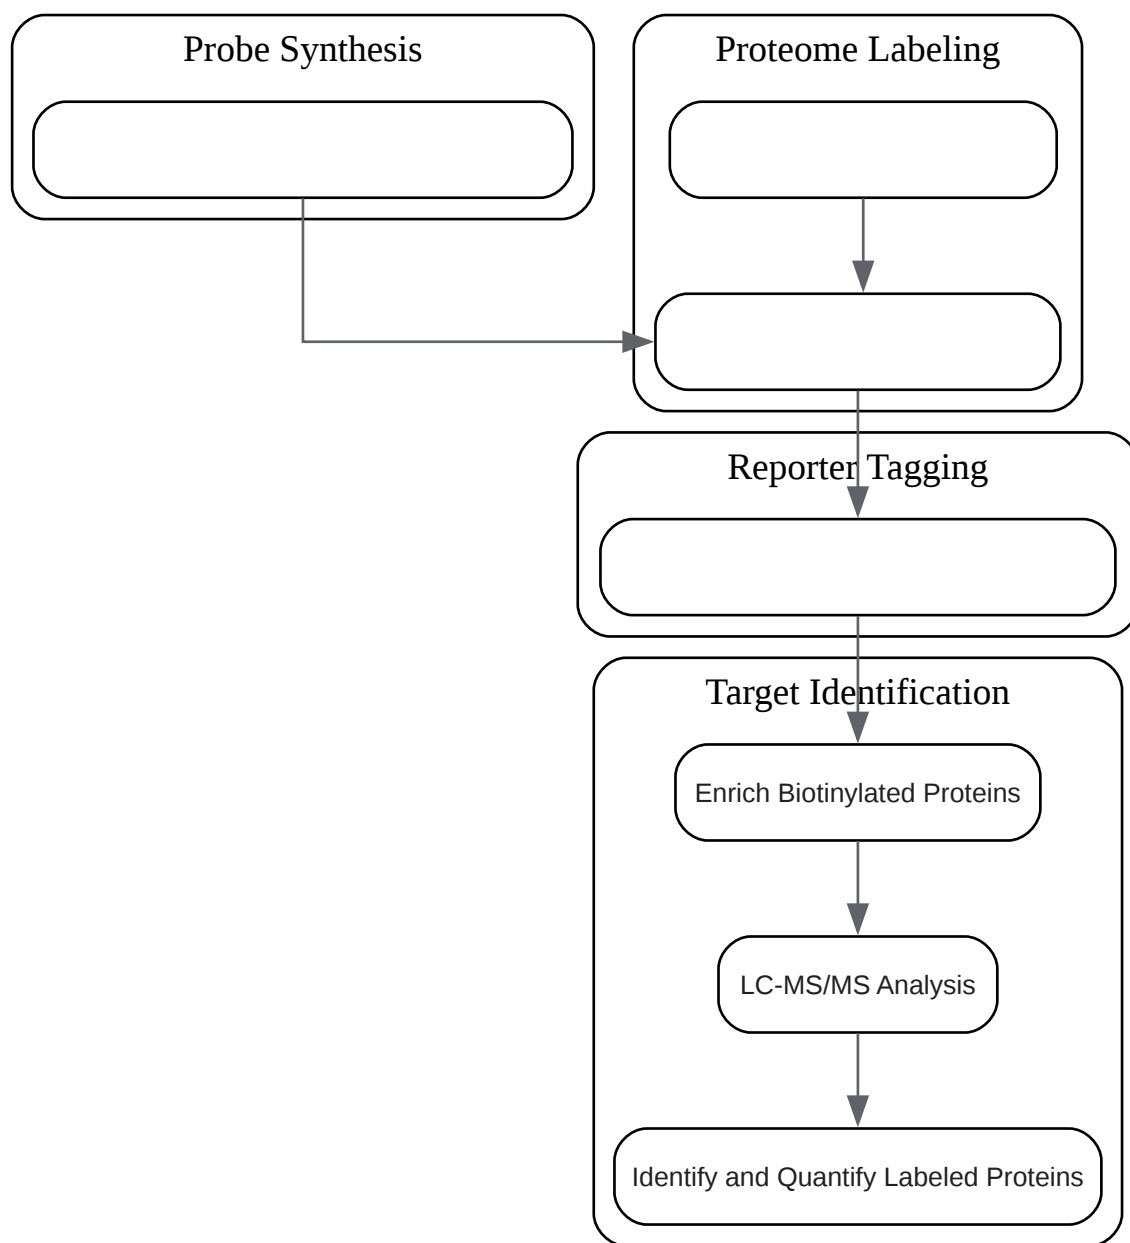 Probe Synthesis
Proteome Labeling
Reporter Tagging
Target Identification
Enrich Biotinylated Proteins
LC-MS/MS Analysis
Identify and Quantify Labeled Proteins